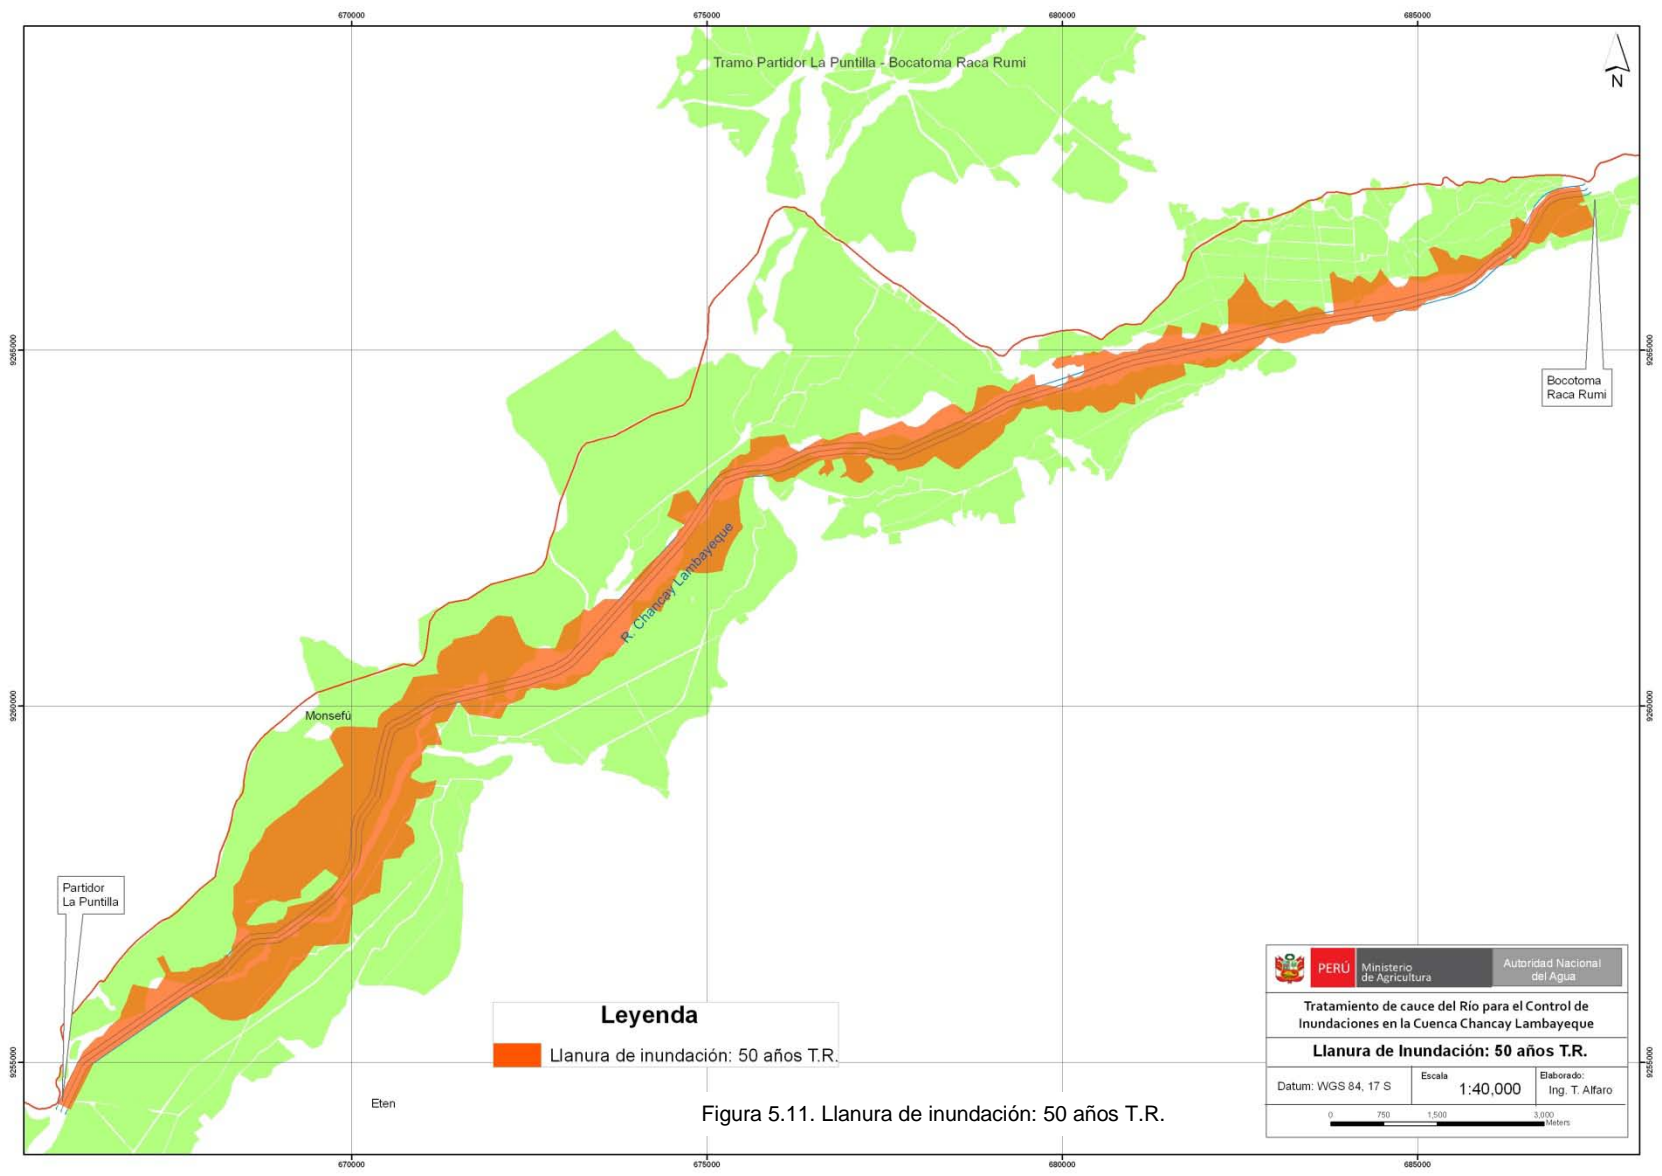 670000
675000
680000
685000
Tramo Partidor La Puntilla - Bocatoma Raca Rumi
N
9265000
9265000
Bocotoma
Raca Rumi
R. Chancay Lambayeque
9260000
9260000
Monsefú
Partidor
La Puntilla
9255000
9255000
Leyenda
Llanura de inundación: 50 años T.R.
Eten
Figura 5.11. Llanura de inundación: 50 años T.R.
PERÚ
Ministerio
de Agricultura
Autoridad Nacional
del Agua
Tratamiento de cauce del Río para el Control de
Inundaciones en la Cuenca Chancay Lambayeque
Llanura de Inundación: 50 años T.R.
Datum: WGS 84, 17 S
Escala
1:40,000
Elaborado:
Ing. T. Alfaro
0 750 1,500 3,000
Meters
670000
675000
680000
685000